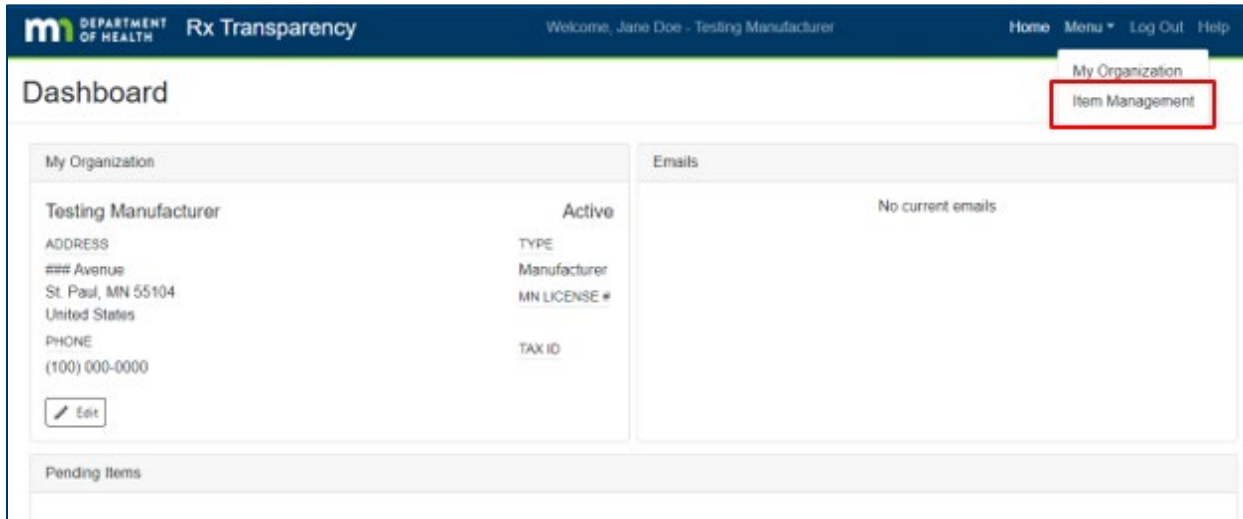 DEPARTMENT OF HEALTH Rx Transparency Welcome, Jane Doe - Testing Manufacturer Home Menu Log Out Help
My Organization
Item Management
Dashboard
My Organization
Testing Manufacturer Active
ADDRESS
### Avenue
St. Paul, MN 55104
United States
PHONE
(100) 000-0000
TYPE
Manufacturer
MN LICENSE #
TAX ID
Edit
Emails
No current emails
Pending Items